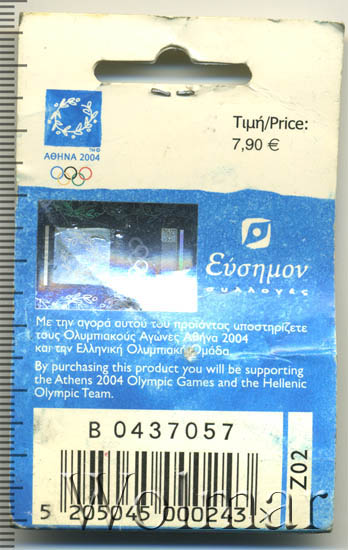 ΑΘΗΝΑ 2004
Τιμή/Price:
7,90 €
Εύσημον
συλλογές
Με την αγορά αυτού του προϊόντος υποστηρίζετε
τους Ολυμπιακούς Αγώνες Αθήνα 2004
και την Ελληνική Ολυμπιακή Ομάδα.
By purchasing this product you will be supporting
the Athens 2004 Olympic Games and the Hellenic
Olympic Team.
B 0437057
Z02
5 205045 000243
Wolmar